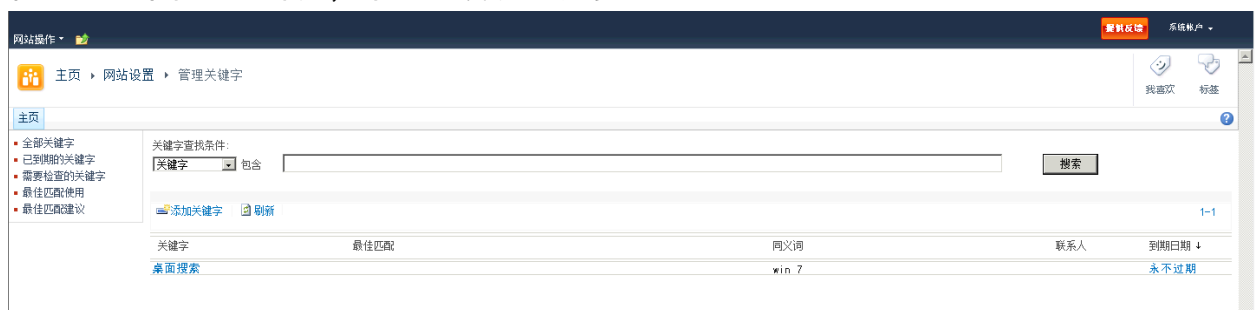 网站操作
蒙轼反馈 系统帐户
主页 ▸ 网站设置 ▸ 管理关键字
我喜欢 标签
主页
全部关键字
已到期的关键字
需要检查的关键字
最佳匹配使用
最佳匹配建议
关键字查找条件:
关键字 包含 搜索
添加关键字 刷新 1-1
关键字 最佳匹配 同义词 联系人 到期日期↓
桌面搜索 win 7 永不过期